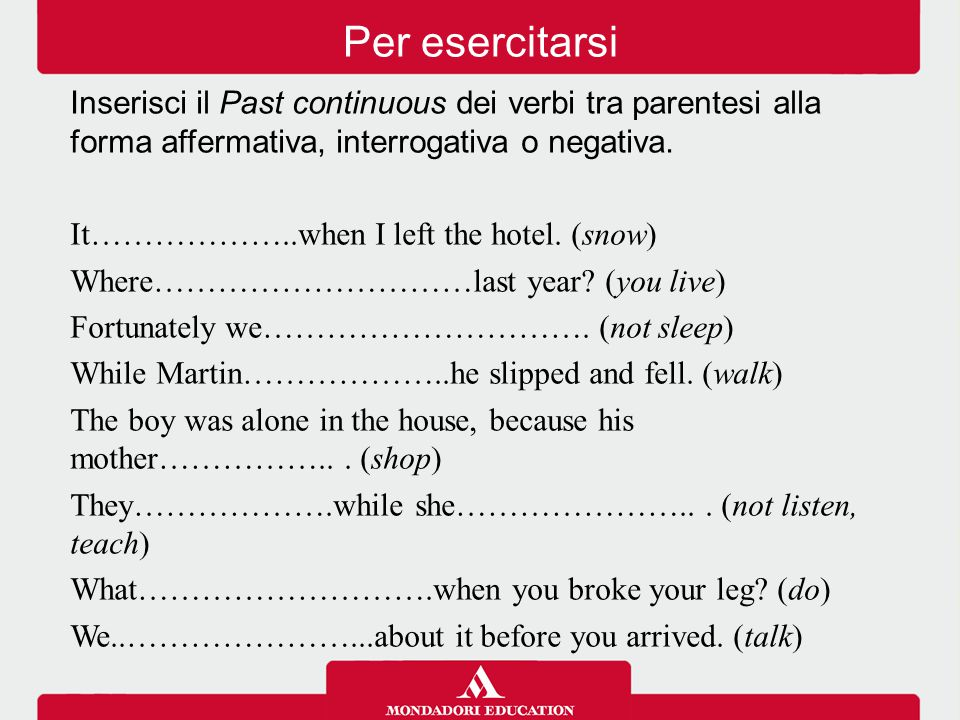 Per esercitarsi
Inserisci il Past continuous dei verbi tra parentesi alla
forma affermativa, interrogativa o negativa.
It………………..when I left the hotel. (snow)
Where…………………………last year? (you live)
Fortunately we…………………………. (not sleep)
While Martin………………..he slipped and fell. (walk)
The boy was alone in the house, because his
mother…………….. . (shop)
They……………….while she………………….. . (not listen,
teach)
What……………………….when you broke your leg? (do)
We..…………………...about it before you arrived. (talk)
MONDADORI EDUCATION